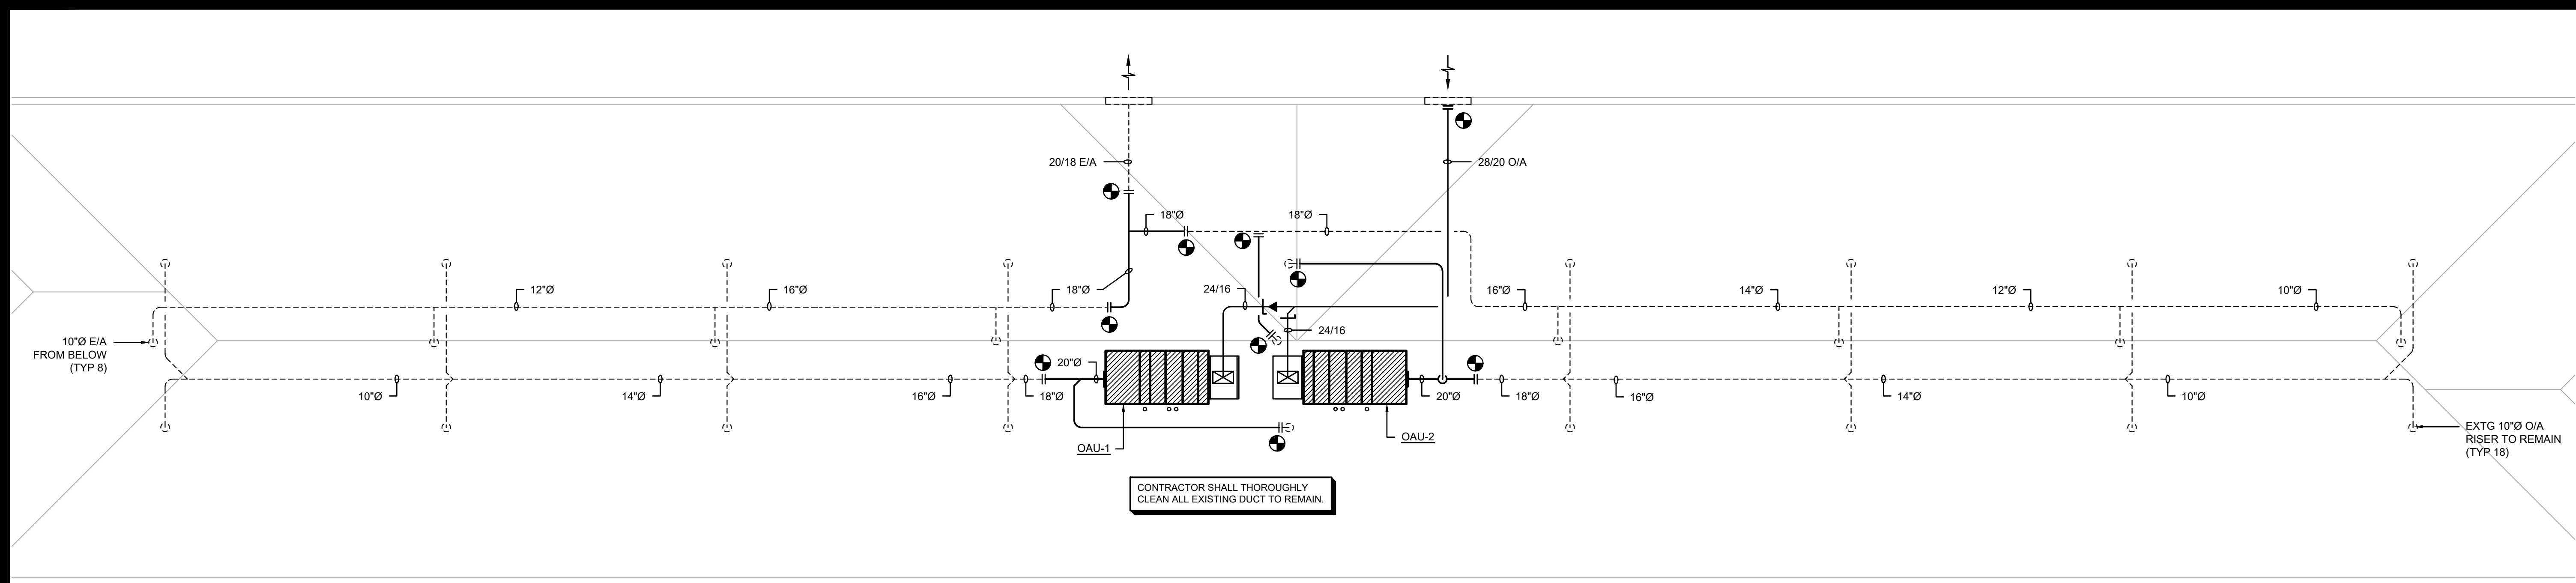 20/18 E/A
28/20 O/A
18"Ø
18"Ø
12"Ø
16"Ø
18"Ø
24/16
16"Ø
14"Ø
12"Ø
10"Ø
24/16
10"Ø E/A
FROM BELOW
(TYP 8)
20"Ø
10"Ø
14"Ø
16"Ø
18"Ø
20"Ø
18"Ø
16"Ø
14"Ø
10"Ø
OAU-1
OAU-2
EXTG 10"Ø O/A
RISER TO REMAIN
(TYP 18)
CONTRACTOR SHALL THOROUGHLY
CLEAN ALL EXISTING DUCT TO REMAIN.